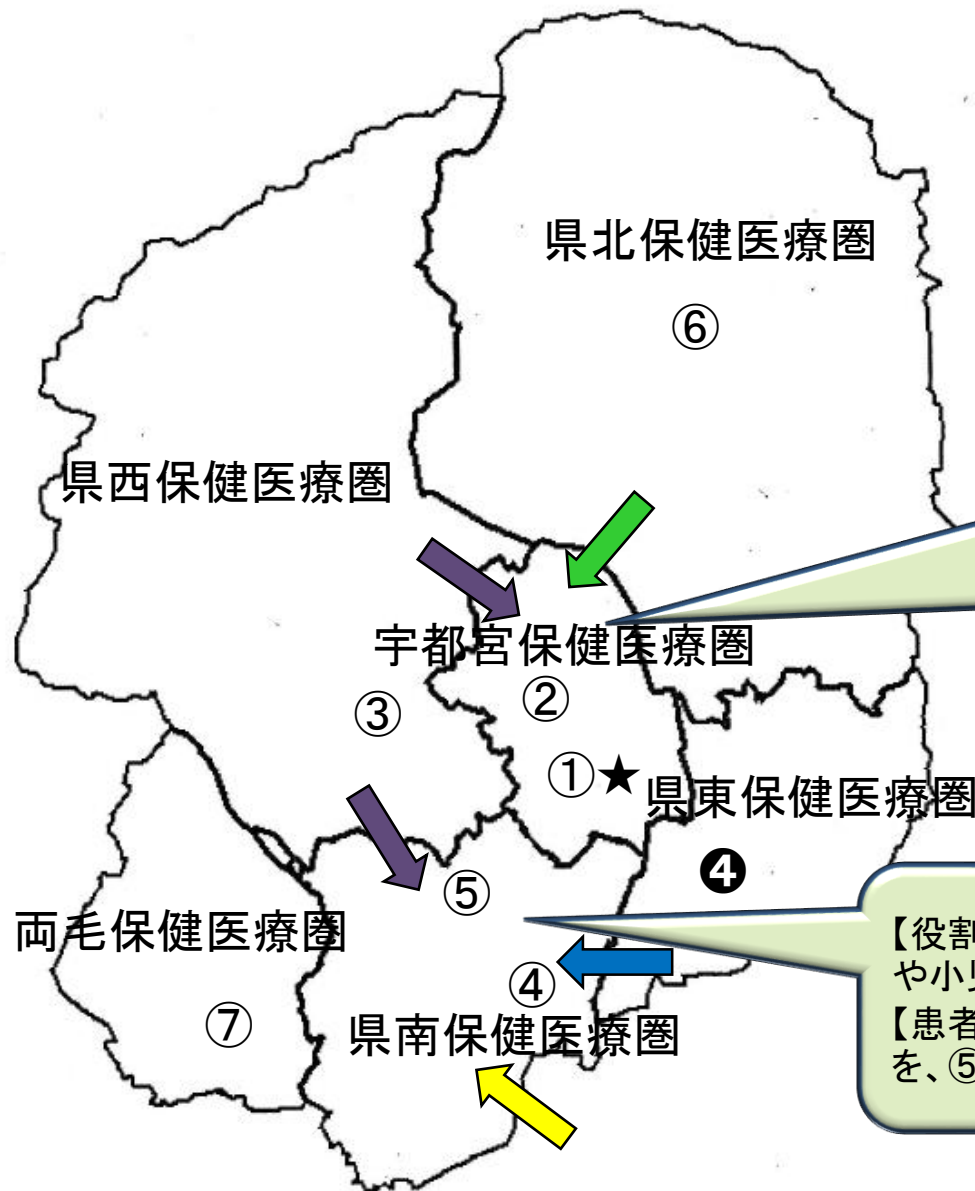 県北保健医療圏
⑥
県西保健医療圏
宇都宮保健医療圏
②
③
①★
県東保健医療圏
❹
⑤
両毛保健医療圏
④
⑦
県南保健医療圏
【役割
や小児
【患者
を、⑤